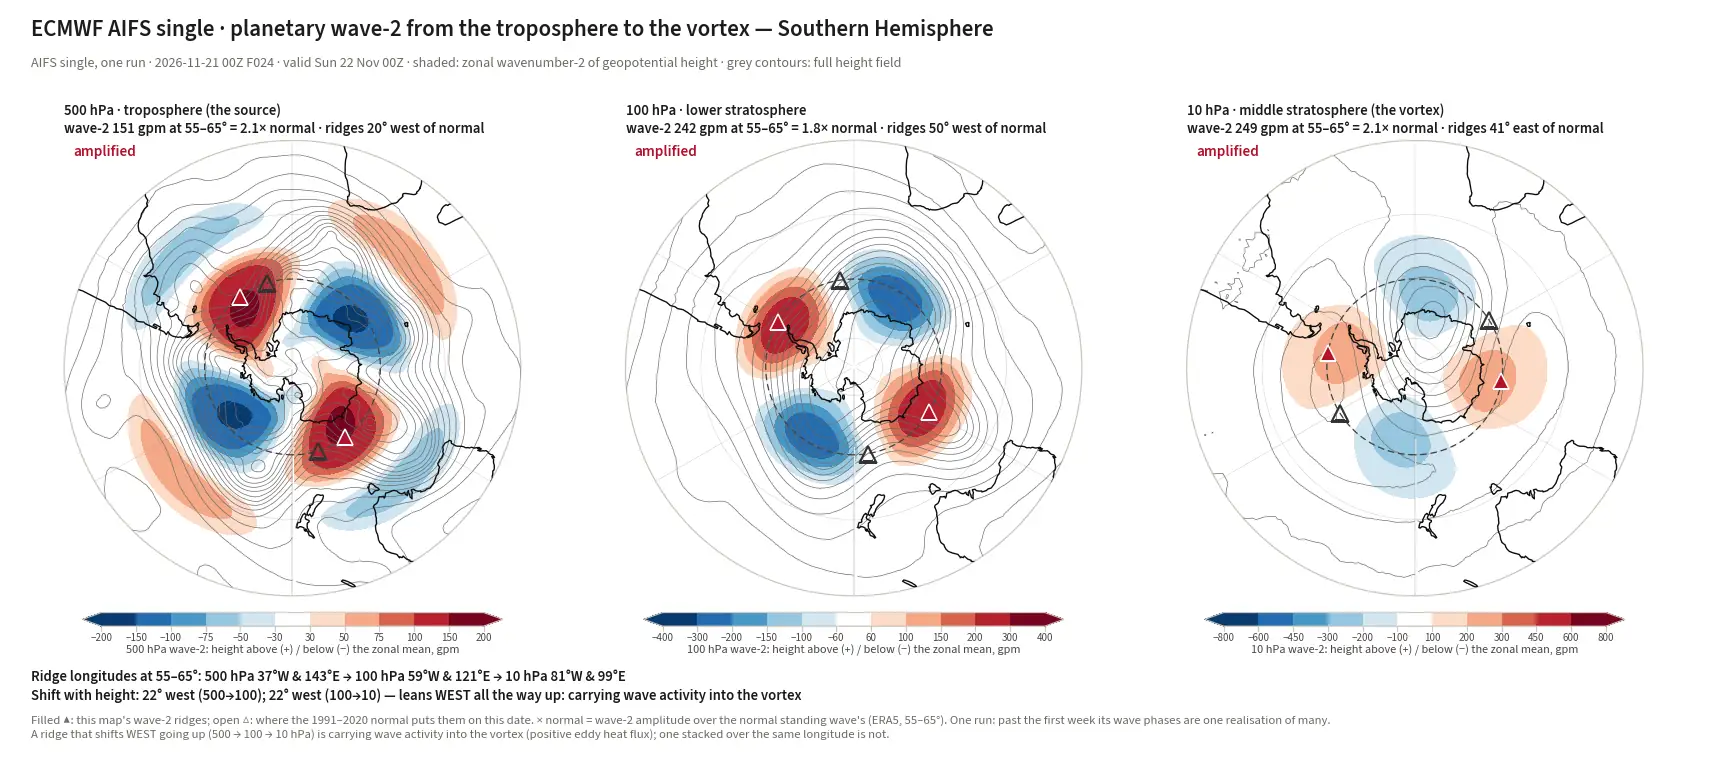 ECMWF AIFS single · planetary wave-2 from the troposphere to the vortex — Southern Hemisphere
AIFS single, one run · 2026-11-21 00Z F024 · valid Sun 22 Nov 00Z · shaded: zonal wavenumber-2 of geopotential height · grey contours: full height field
500 hPa · troposphere (the source)
wave-2 151 gpm at 55–65° = 2.1× normal · ridges 20° west of normal
amplified
100 hPa · lower stratosphere
wave-2 242 gpm at 55–65° = 1.8× normal · ridges 50° west of normal
amplified
10 hPa · middle stratosphere (the vortex)
wave-2 249 gpm at 55–65° = 2.1× normal · ridges 41° east of normal
amplified
−200 −150 −100 −75 −50 −30 30 50 75 100 150 200
500 hPa wave-2: height above (+) / below (−) the zonal mean, gpm
−400 −300 −200 −150 −100 −60 60 100 150 200 300 400
100 hPa wave-2: height above (+) / below (−) the zonal mean, gpm
−800 −600 −450 −300 −200 −100 100 200 300 450 600 800
10 hPa wave-2: height above (+) / below (−) the zonal mean, gpm
Ridge longitudes at 55–65°: 500 hPa 37°W & 143°E → 100 hPa 59°W & 121°E → 10 hPa 81°W & 99°E
Shift with height: 22° west (500→100); 22° west (100→10) — leans WEST all the way up: carrying wave activity into the vortex
Filled ▲: this map's wave-2 ridges; open △: where the 1991–2020 normal puts them on this date. × normal = wave-2 amplitude over the normal standing wave's (ERA5, 55–65°). One run: past the first week its wave phases are one realisation of many.
A ridge that shifts WEST going up (500 → 100 → 10 hPa) is carrying wave activity into the vortex (positive eddy heat flux); one stacked over the same longitude is not.